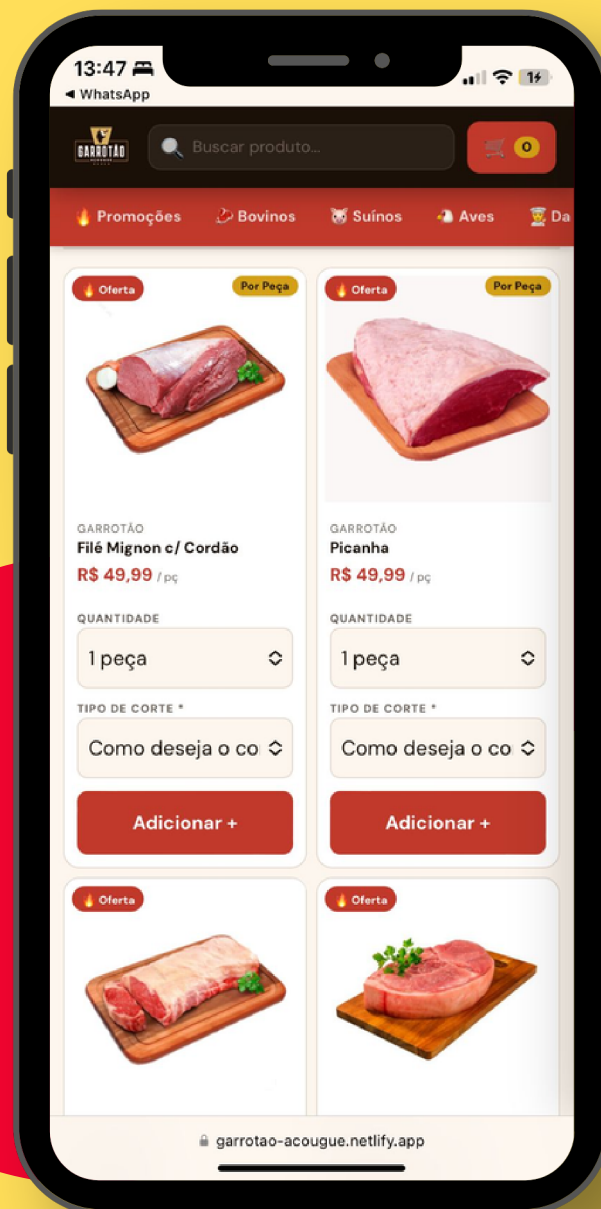 13:47
◀ WhatsApp
1
GARROTÃO
Buscar produto...
0
Promoções
Bovinos
Suínos
Aves
Da
Oferta
Por Peça
Oferta
Por Peça
GARROTÃO
Filé Mignon c/ Cordão
R$ 49,99 / pç
QUANTIDADE
1 peça
TIPO DE CORTE *
Como deseja o co
Adicionar +
GARROTÃO
Picanha
R$ 49,99 / pç
QUANTIDADE
1 peça
TIPO DE CORTE *
Como deseja o co
Adicionar +
Oferta
Oferta
garrotao-acougue.netlify.app